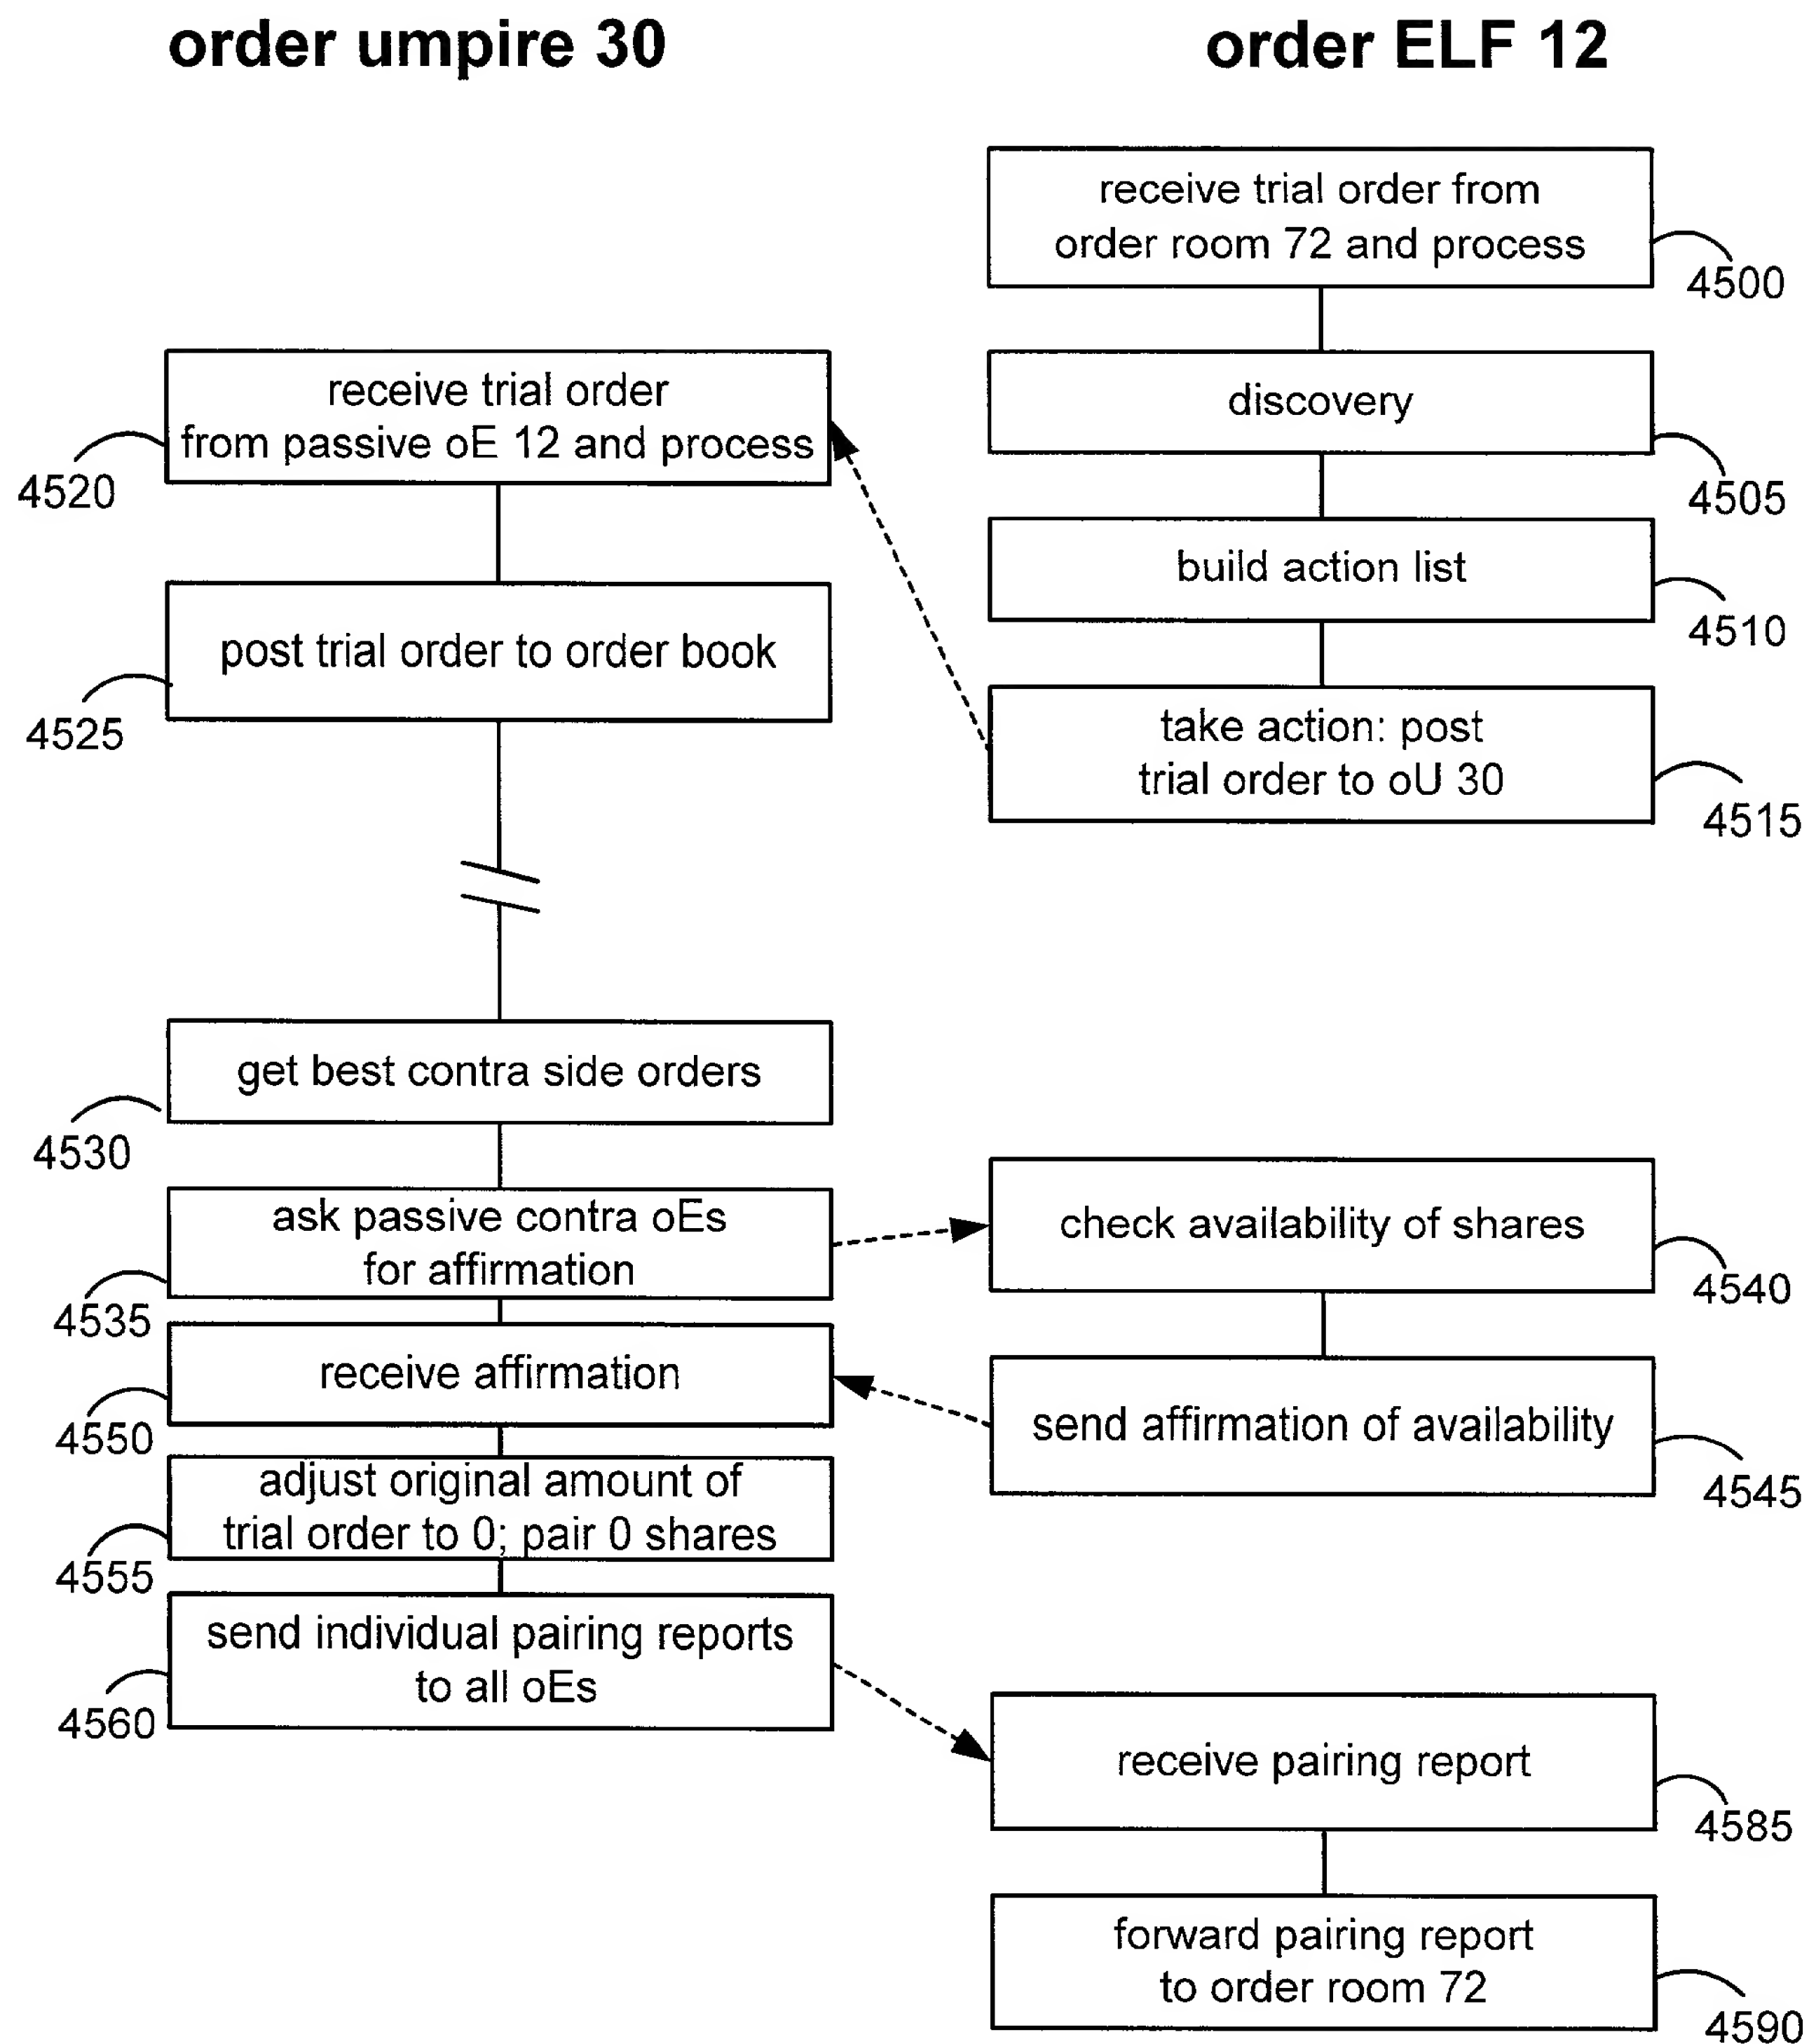 order umpire 30
order ELF 12
receive trial order from
order room 72 and process
4500
receive trial order
from passive oE 12 and process
4520
discovery
4505
build action list
4510
post trial order to order book
4525
take action: post
trial order to oU 30
4515
get best contra side orders
4530
ask passive contra oEs
for affirmation
4535
check availability of shares
4540
receive affirmation
4550
send affirmation of availability
4545
adjust original amount of
trial order to 0; pair 0 shares
4555
send individual pairing reports
to all oEs
4560
receive pairing report
4585
forward pairing report
to order room 72
4590